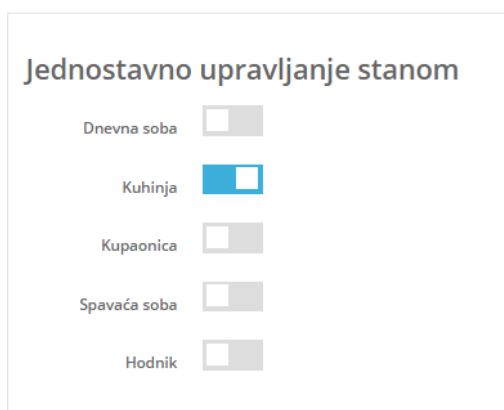 Jednostavno upravljanje stanom
Dnevna soba
Kuhinja
Kupaonica
Spavaća soba
Hodnik